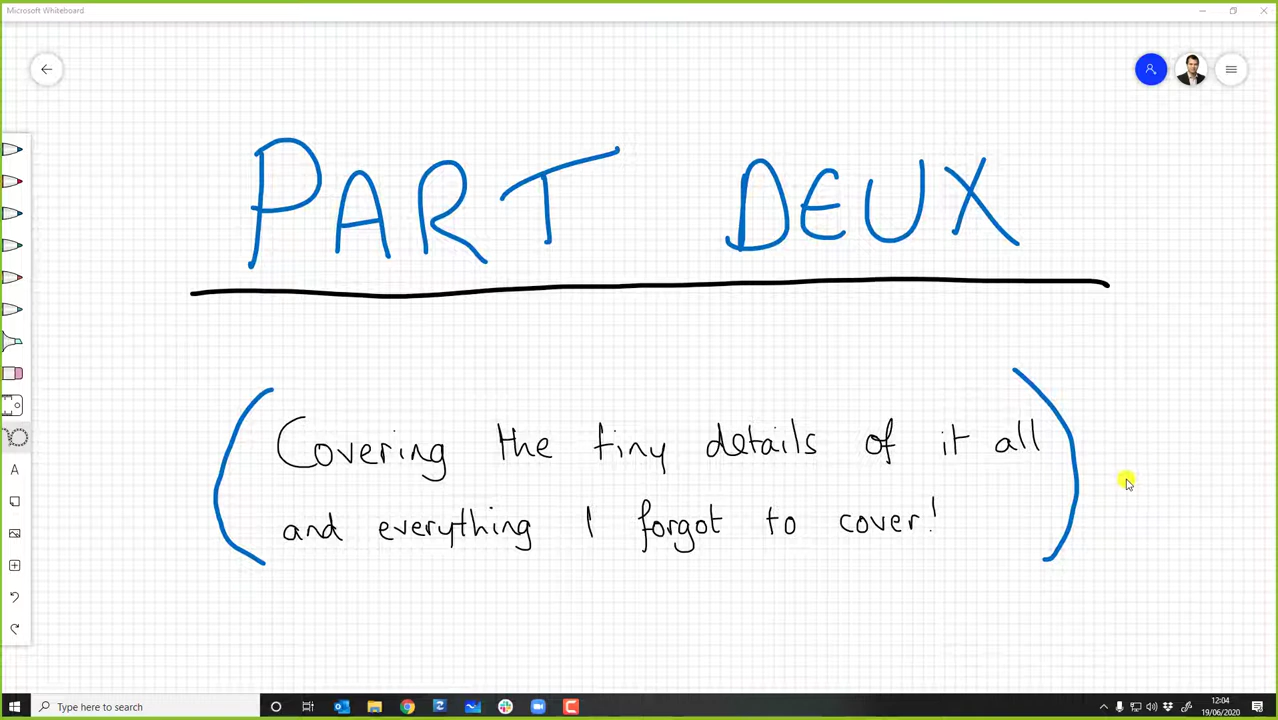 Microsoft Whiteboard
PART DEUX
(Covering the tiny details of it all
and everything I forgot to cover!)
A
Type here to search
12:04
19/06/2020